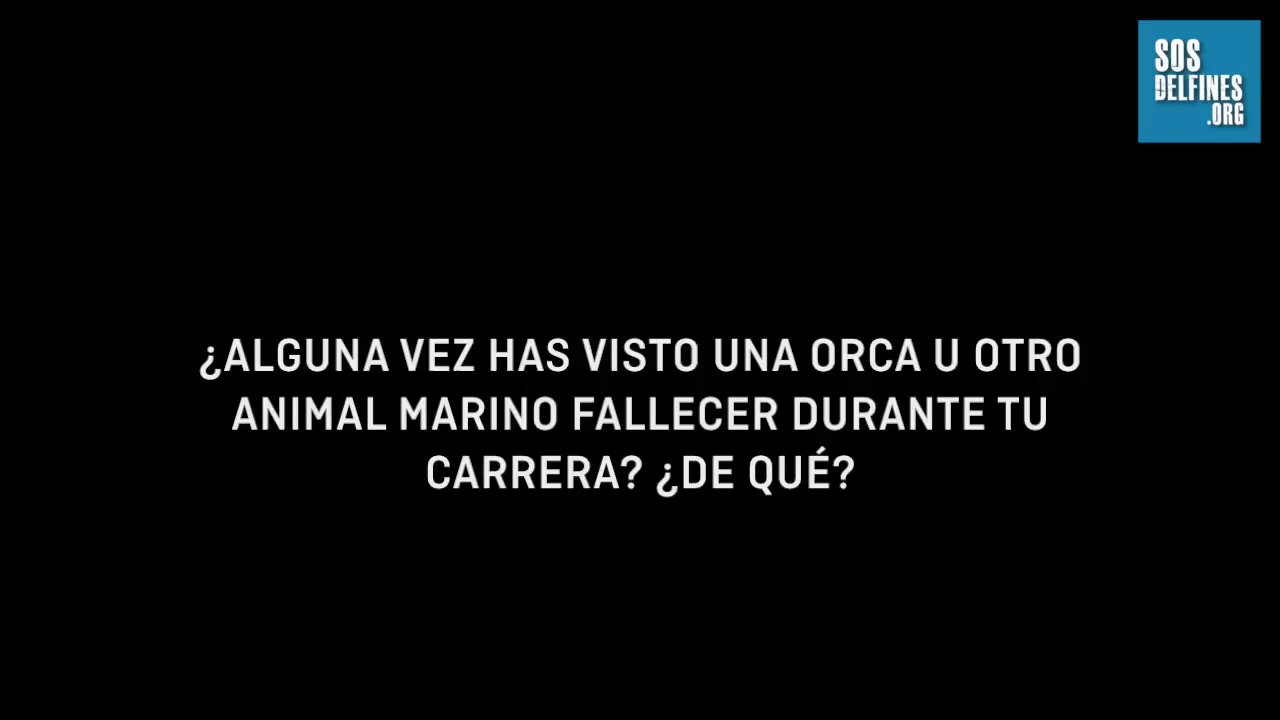 SOS
DELFINES
.ORG
¿ALGUNA VEZ HAS VISTO UNA ORCA U OTRO
ANIMAL MARINO FALLECER DURANTE TU
CARRERA? ¿DE QUÉ?